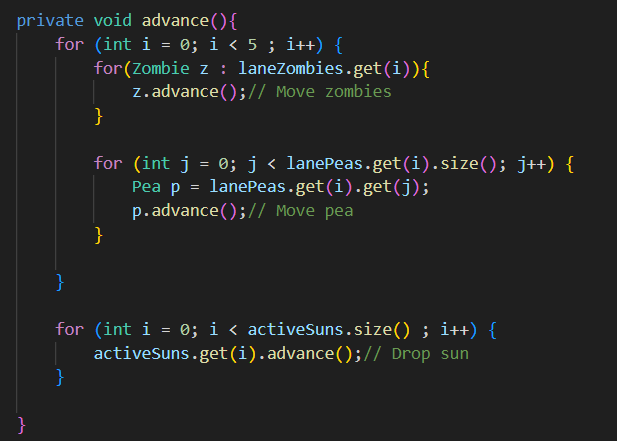 private void advance(){
    for (int i = 0; i < 5 ; i++) {
        for(Zombie z : laneZombies.get(i)){
            z.advance();// Move zombies
        }

        for (int j = 0; j < lanePeas.get(i).size(); j++) {
            Pea p = lanePeas.get(i).get(j);
            p.advance();// Move pea
        }

    }

    for (int i = 0; i < activeSuns.size() ; i++) {
        activeSuns.get(i).advance();// Drop sun
    }

}